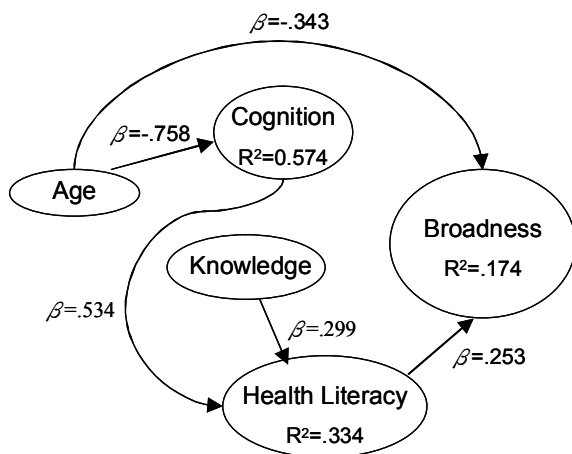 β=-.343
Cognition
R²=0.574
β=-.758
Age
Broadness
R²=.174
Knowledge
β=.534
β=.299
β=.253
Health Literacy
R²=.334